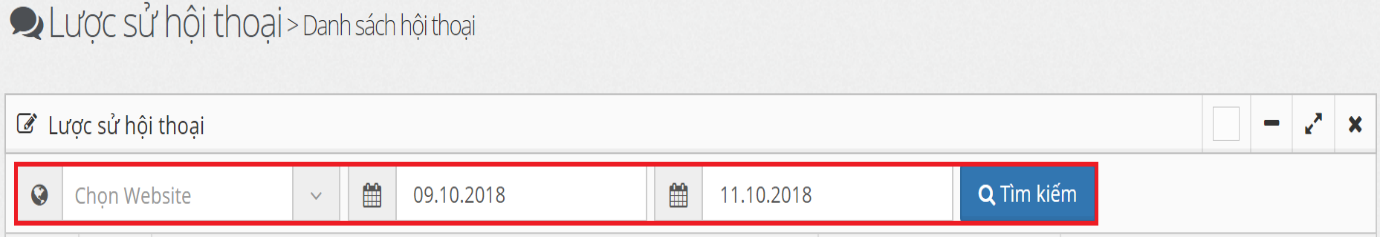 Lược sử hội thoại > Danh sách hội thoại
Lược sử hội thoại
Chọn Website 09.10.2018 11.10.2018 Tìm kiếm